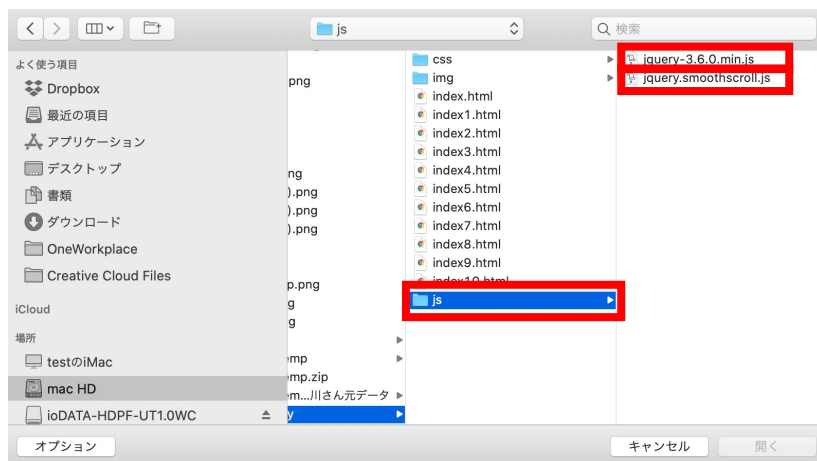 js
検索
よく使う項目
Dropbox
最近の項目
アプリケーション
デスクトップ
書類
ダウンロード
OneWorkplace
Creative Cloud Files
iCloud
場所
testのiMac
mac HD
ioDATA-HDPF-UT1.0WC
png
ng
).png
).png
).png
p.png
g
g
emp
emp.zip
em...川さん元データ
y
css
img
index.html
index1.html
index2.html
index3.html
index4.html
index5.html
index6.html
index7.html
index8.html
index9.html
index10.html
js
jquery-3.6.0.min.js
jquery.smoothscroll.js
オプション
キャンセル
開く